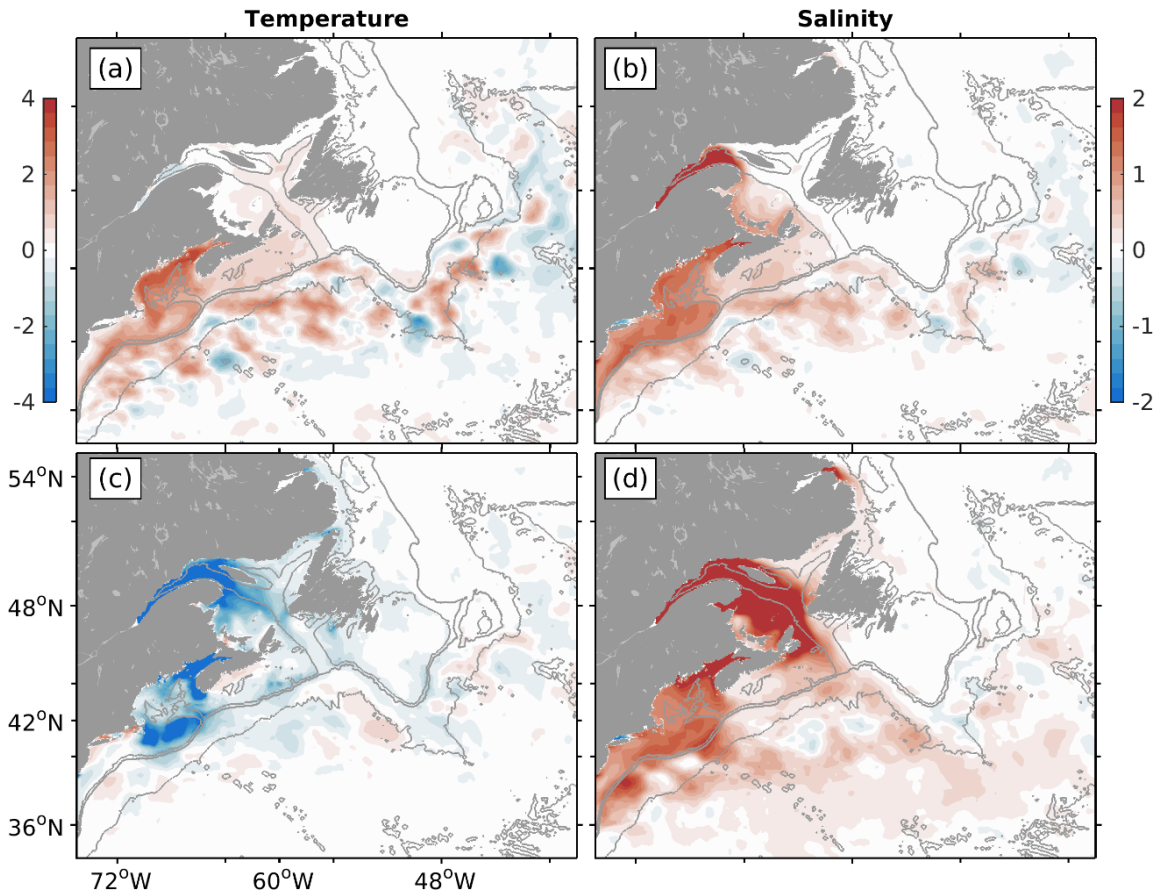 Temperature
Salinity
(a)
(b)
4
2
0
-2
-4
2
1
0
-1
-2
(c)
(d)
54°N
48°N
42°N
36°N
72°W
60°W
48°W